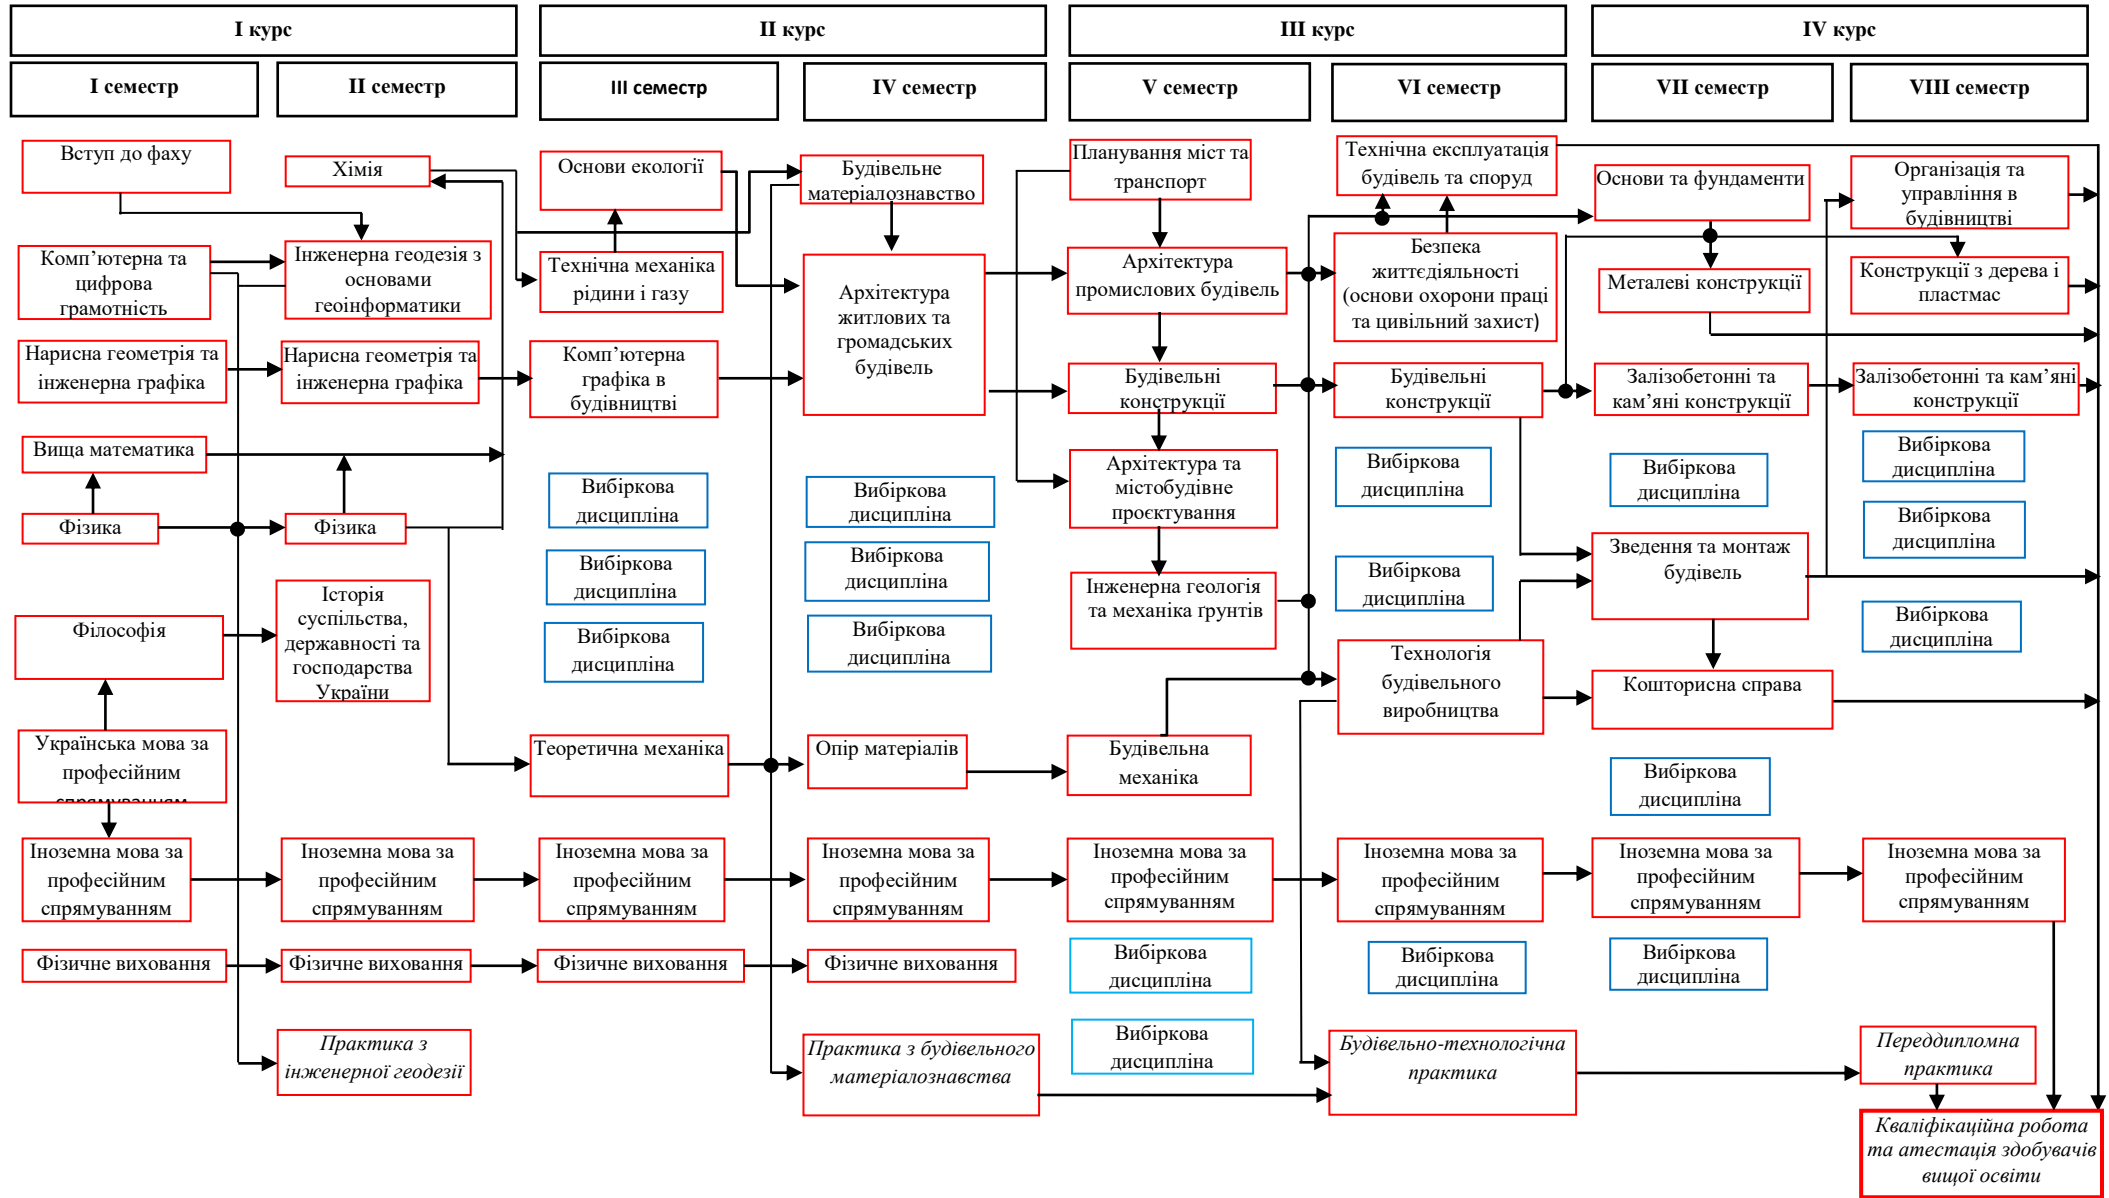 I курс
II курс
III курс
IV курс
I семестр
II семестр
III семестр
IV семестр
V семестр
VI семестр
VII семестр
VIII семестр
Вступ до фаху
Комп’ютерна та
цифрова
грамотність
Нарисна геометрія та
інженерна графіка
Вища математика
Фізика
Філософія
Українська мова за
професійним
спрямуванням
Іноземна мова за
професійним
спрямуванням
Фізичне виховання
Хімія
Інженерна геодезія з
основами
геоінформатики
Нарисна геометрія та
інженерна графіка
Фізика
Історія
суспільства,
державності та
господарства
України
Іноземна мова за
професійним
спрямуванням
Фізичне виховання
Практика з
інженерної геодезії
Основи екології
Технічна механіка
рідини і газу
Комп’ютерна
графіка в
будівництві
Вибіркова
дисципліна
Вибіркова
дисципліна
Вибіркова
дисципліна
Теоретична механіка
Іноземна мова за
професійним
спрямуванням
Фізичне виховання
Будівельне
матеріалознавство
Архітектура
житлових та
громадських
будівель
Вибіркова
дисципліна
Вибіркова
дисципліна
Вибіркова
дисципліна
Опір матеріалів
Іноземна мова за
професійним
спрямуванням
Фізичне виховання
Практика з будівельного
матеріалознавства
Планування міст та
транспорт
Архітектура
промислових будівель
Будівельні
конструкції
Архітектура та
містобудівне
проєктування
Інженерна геологія
та механіка ґрунтів
Будівельна
механіка
Іноземна мова за
професійним
спрямуванням
Вибіркова
дисципліна
Вибіркова
дисципліна
Технічна експлуатація
будівель та споруд
Безпека
життєдіяльності
(основи охорони праці
та цивільний захист)
Будівельні
конструкції
Вибіркова
дисципліна
Вибіркова
дисципліна
Технологія
будівельного
виробництва
Іноземна мова за
професійним
спрямуванням
Вибіркова
дисципліна
Будівельно-технологічна
практика
Основи та фундаменти
Металеві конструкції
Залізобетонні та
кам’яні конструкції
Вибіркова
дисципліна
Зведення та монтаж
будівель
Кошторисна справа
Вибіркова
дисципліна
Іноземна мова за
професійним
спрямуванням
Вибіркова
дисципліна
Організація та
управління в
будівництві
Конструкції з дерева і
пластмас
Залізобетонні та кам’яні
конструкції
Вибіркова
дисципліна
Вибіркова
дисципліна
Вибіркова
дисципліна
Іноземна мова за
професійним
спрямуванням
Переддипломна
практика
Кваліфікаційна робота
та атестація здобувачів
вищої освіти